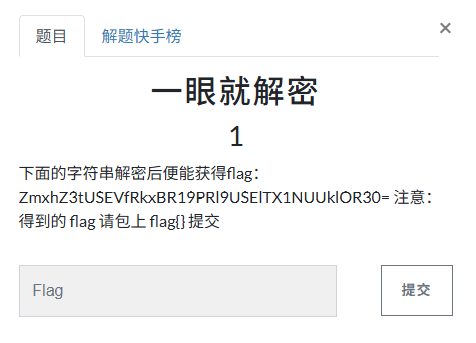 题目
解题快手榜
×
一眼就解密
1
下面的字符串解密后便能获得flag：
ZmxhZ3tUSEVfRkxBR19PRl9USElTX1NUUklOR30= 注意：
得到的 flag 请包上 flag{} 提交
Flag
提交